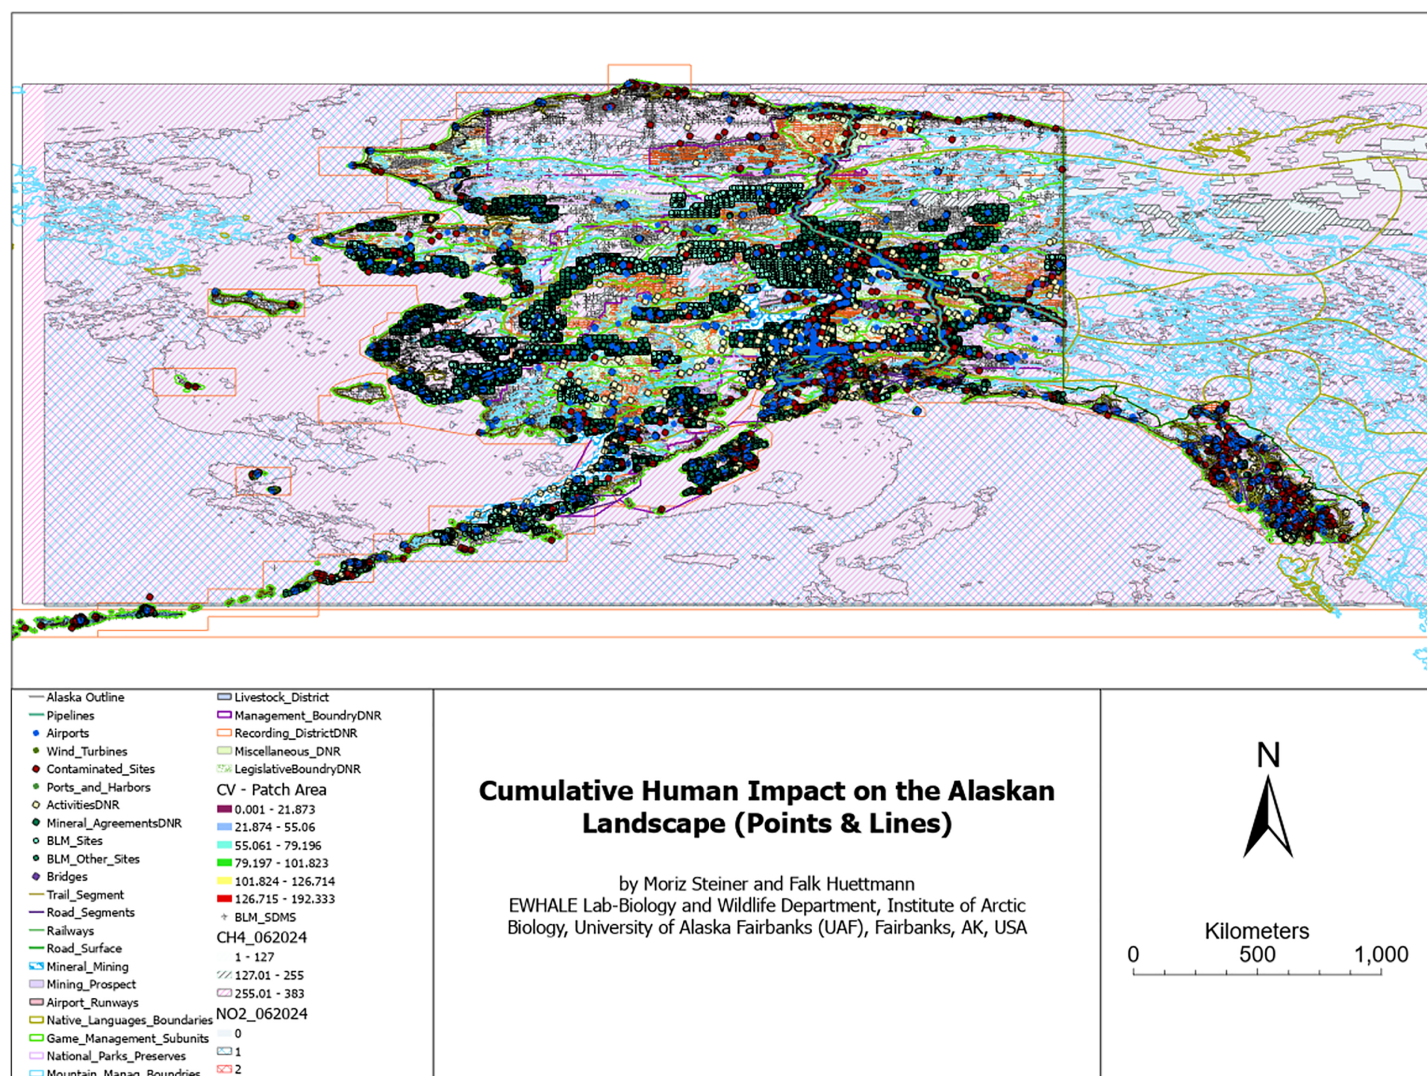 Alaska Outline
Pipelines
Airports
Wind_Turbines
Contaminated_Sites
Ports_and_Harbors
ActivitiesDNR
Mineral_AgreementsDNR
BLM_Sites
BLM_Other_Sites
Bridges
Trail_Segment
Road_Segments
Railways
Road_Surface
Mineral_Mining
Mining_Prospect
Airport_Runways
Native_Languages_Boundaries
Game_Management_Subunits
National_Parks_Preserves
Mountain_Manag_Boundries
Livestock_District
Management_BoundryDNR
Recording_DistrictDNR
Miscellaneous_DNR
LegislativeBoundryDNR
CV - Patch Area
0.001 - 21.873
21.874 - 55.06
55.061 - 79.196
79.197 - 101.823
101.824 - 126.714
126.715 - 192.333
BLM_SDMS
CH4_062024
1 - 127
127.01 - 255
255.01 - 383
NO2_062024
0
1
2
Cumulative Human Impact on the Alaskan
Landscape (Points & Lines)
by Moriz Steiner and Falk Huettmann
EWHALE Lab-Biology and Wildlife Department, Institute of Arctic
Biology, University of Alaska Fairbanks (UAF), Fairbanks, AK, USA
N
Kilometers
0 500 1,000